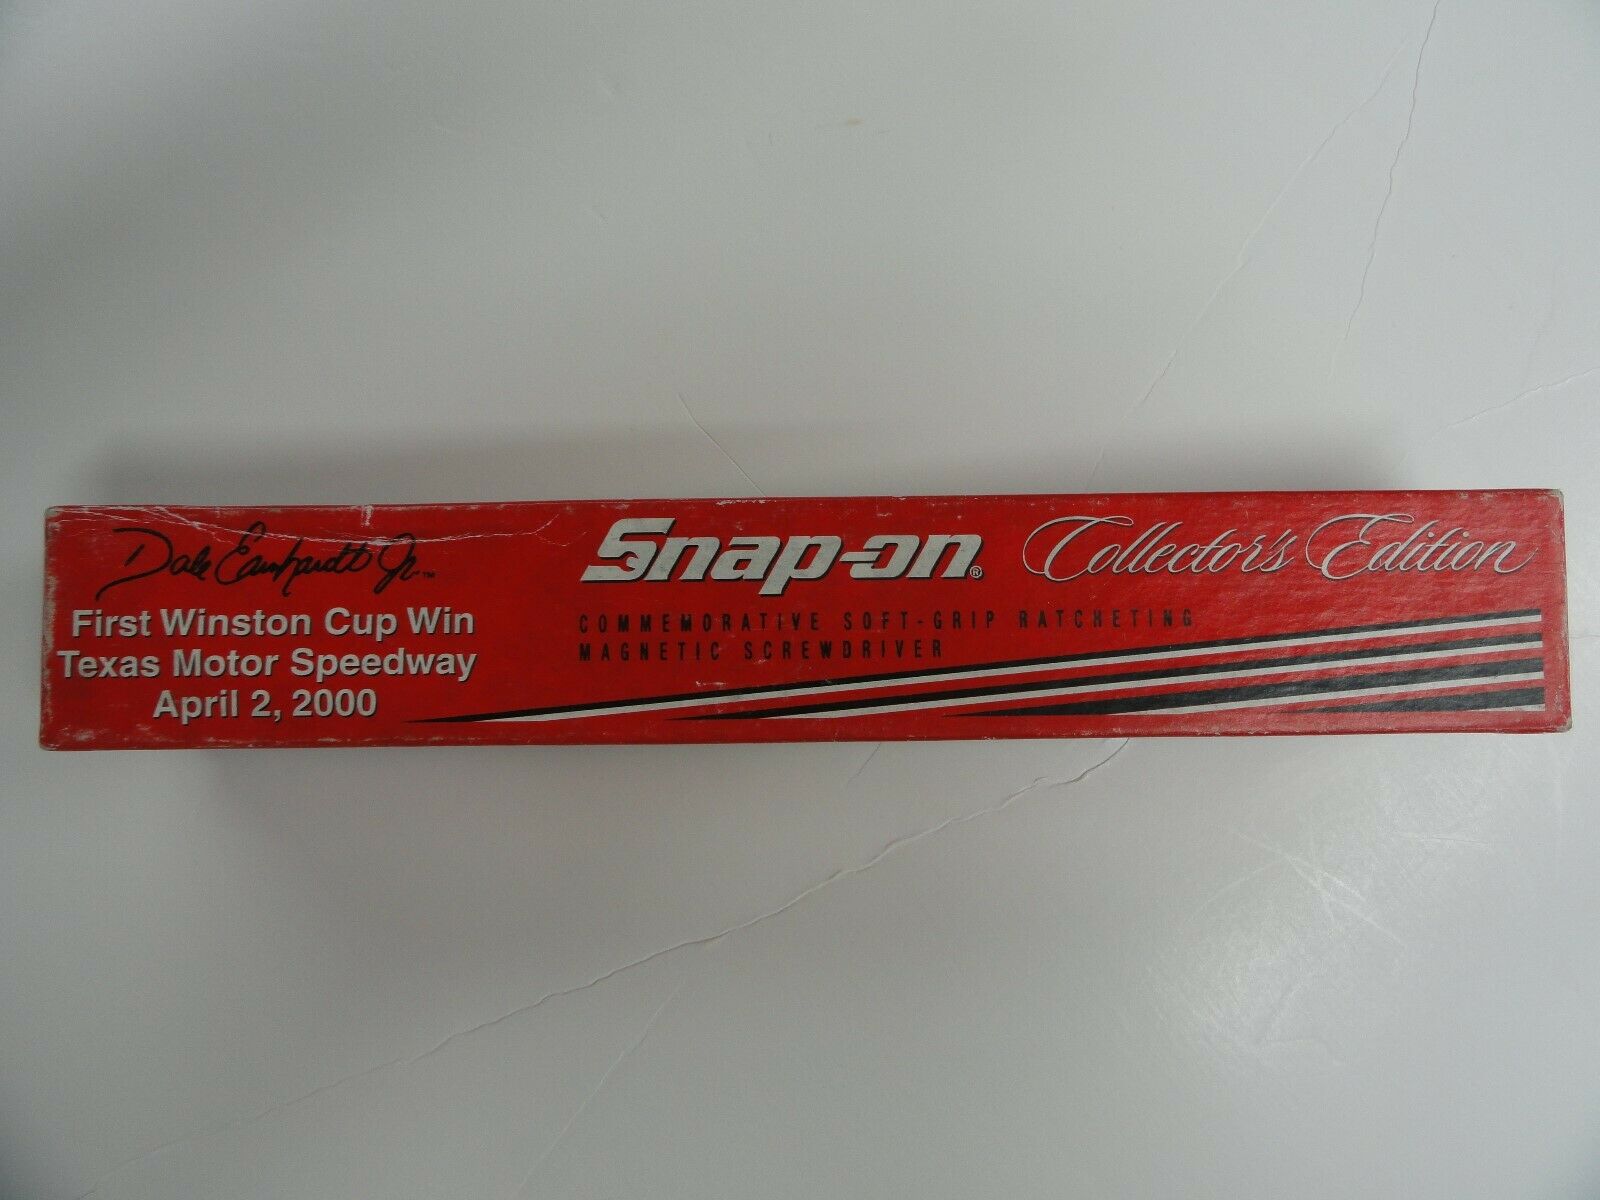 Dale Earnhardt Jr.™
First Winston Cup Win
Texas Motor Speedway
April 2, 2000
Snap-on® Collector's Edition
COMMEMORATIVE SOFT-GRIP RATCHETING
MAGNETIC SCREWDRIVER